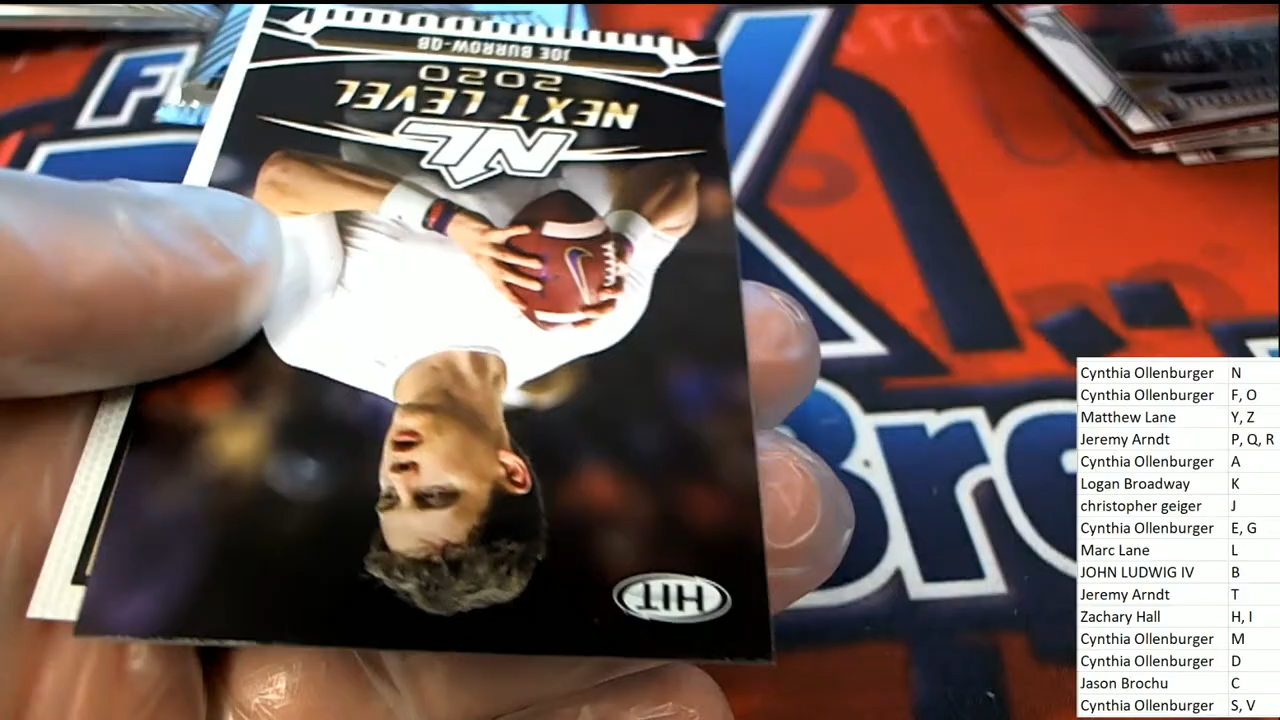 JOE BURROW-QB
2020
NEXT LEVEL
NL
HIT
Bro
Cynthia Ollenburger N
Cynthia Ollenburger F, O
Matthew Lane Y, Z
Jeremy Arndt P, Q, R
Cynthia Ollenburger A
Logan Broadway K
christopher geiger J
Cynthia Ollenburger E, G
Marc Lane L
JOHN LUDWIG IV B
Jeremy Arndt T
Zachary Hall H, I
Cynthia Ollenburger M
Cynthia Ollenburger D
Jason Brochu C
Cynthia Ollenburger S, V